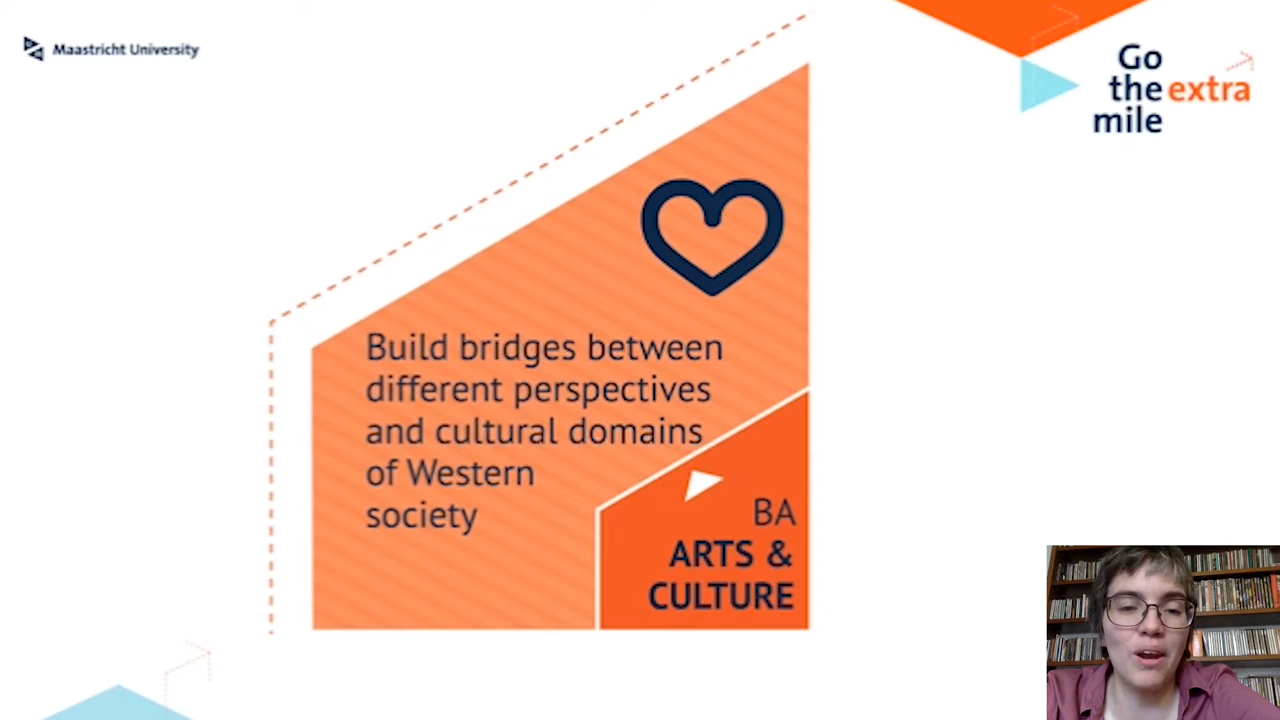 Maastricht University
Go
the extra
mile
Build bridges between
different perspectives
and cultural domains
of Western
society
BA
ARTS &
CULTURE